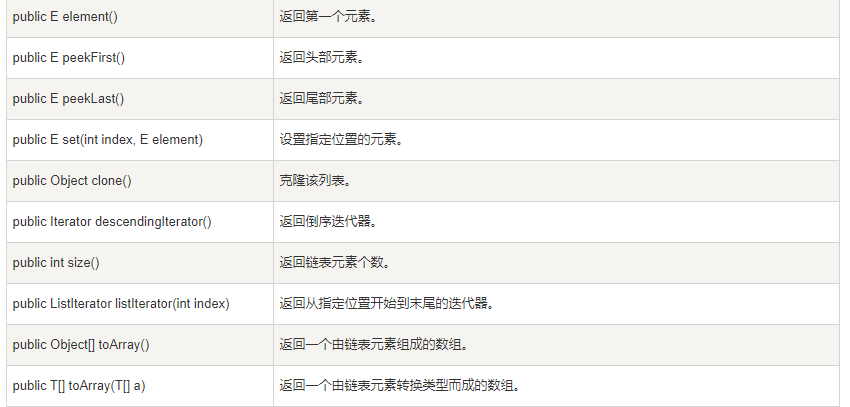 public E element() 返回第一个元素。
public E peekFirst() 返回头部元素。
public E peekLast() 返回尾部元素。
public E set(int index, E element) 设置指定位置的元素。
public Object clone() 克隆该列表。
public Iterator descendingIterator() 返回倒序迭代器。
public int size() 返回链表元素个数。
public ListIterator listIterator(int index) 返回从指定位置开始到末尾的迭代器。
public Object[] toArray() 返回一个由链表元素组成的数组。
public T[] toArray(T[] a) 返回一个由链表元素转换类型而成的数组。